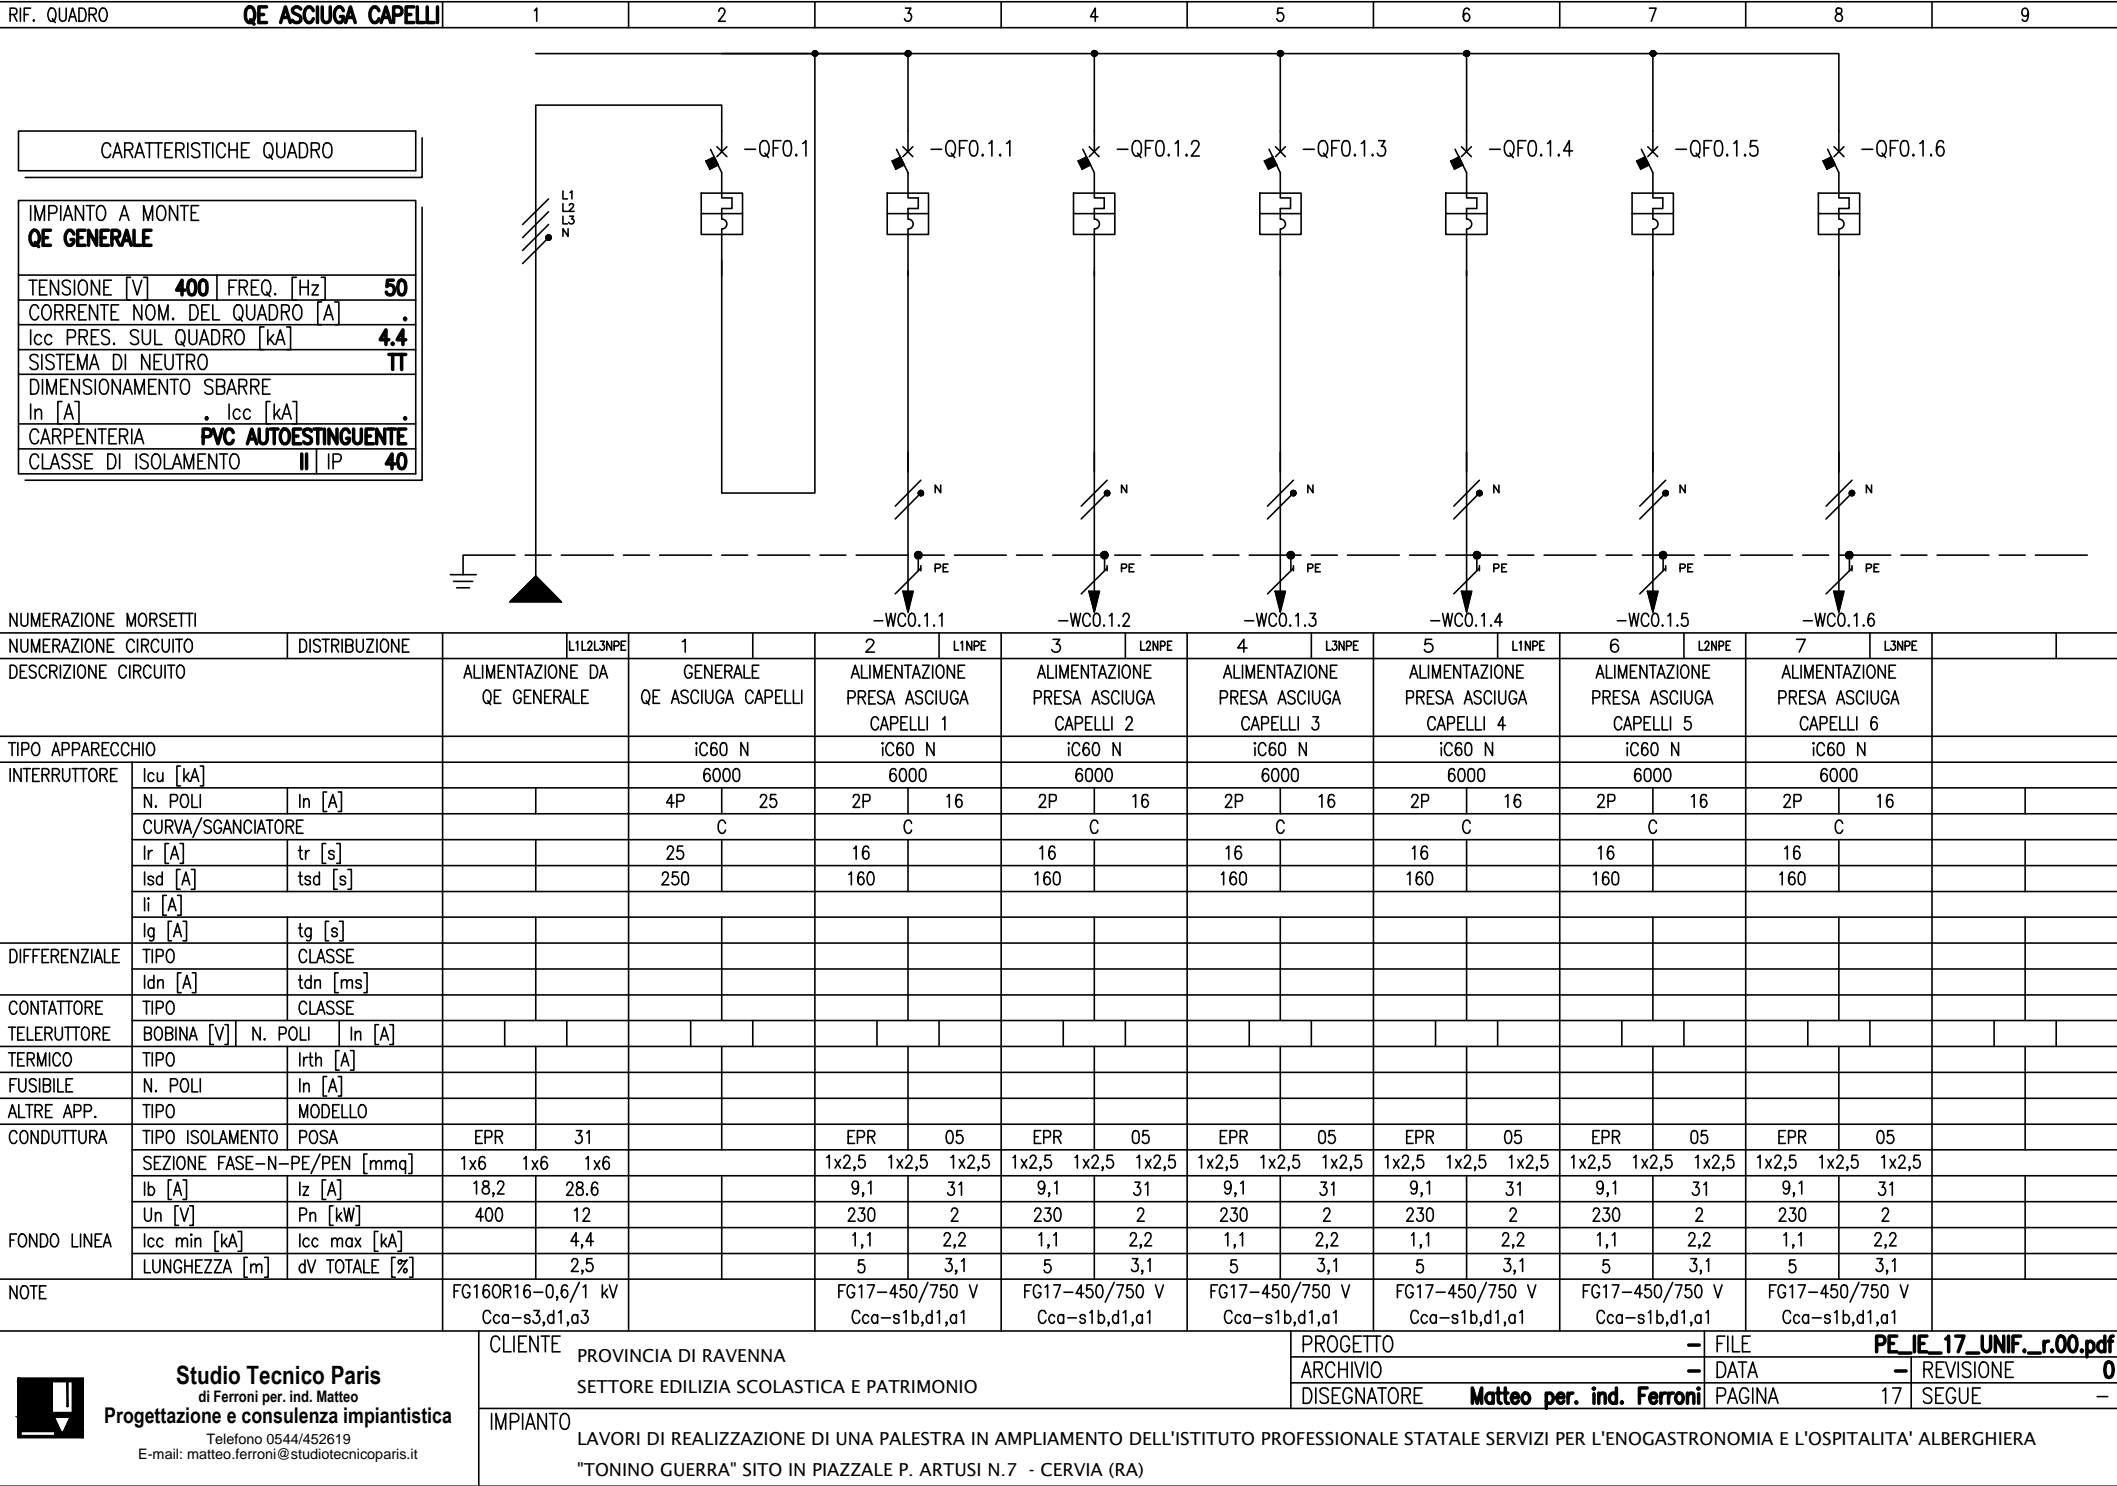 RIF. QUADRO QE ASCIUGA CAPELLI 1 2 3 4 5 6 7 8 9
CARATTERISTICHE QUADRO
IMPIANTO A MONTE
QE GENERALE
TENSIONE [V] 400 FREQ. [Hz] 50
CORRENTE NOM. DEL QUADRO [A] .
Icc PRES. SUL QUADRO [kA] 4.4
SISTEMA DI NEUTRO TT
DIMENSIONAMENTO SBARRE
In [A] . Icc [kA] .
CARPENTERIA PVC AUTOESTINGUENTE
CLASSE DI ISOLAMENTO II IP 40
-QF0.1 -QF0.1.1 -QF0.1.2 -QF0.1.3 -QF0.1.4 -QF0.1.5 -QF0.1.6
L1
L2
L3
N
N N N N N N
PE PE PE PE PE PE
NUMERAZIONE MORSETTI -WC0.1.1 -WC0.1.2 -WC0.1.3 -WC0.1.4 -WC0.1.5 -WC0.1.6
NUMERAZIONE CIRCUITO DISTRIBUZIONE L1L2L3NPE 1 2 L1NPE 3 L2NPE 4 L3NPE 5 L1NPE 6 L2NPE 7 L3NPE
DESCRIZIONE CIRCUITO ALIMENTAZIONE DA GENERALE ALIMENTAZIONE ALIMENTAZIONE ALIMENTAZIONE ALIMENTAZIONE ALIMENTAZIONE ALIMENTAZIONE
QE GENERALE QE ASCIUGA CAPELLI PRESA ASCIUGA PRESA ASCIUGA PRESA ASCIUGA PRESA ASCIUGA PRESA ASCIUGA PRESA ASCIUGA
CAPELLI 1 CAPELLI 2 CAPELLI 3 CAPELLI 4 CAPELLI 5 CAPELLI 6
TIPO APPARECCHIO iC60 N iC60 N iC60 N iC60 N iC60 N iC60 N iC60 N
INTERRUTTORE Icu [kA] 6000 6000 6000 6000 6000 6000 6000
N. POLI In [A] 4P 25 2P 16 2P 16 2P 16 2P 16 2P 16 2P 16
CURVA/SGANCIATORE C C C C C C C
Ir [A] tr [s] 25 16 16 16 16 16 16
Isd [A] tsd [s] 250 160 160 160 160 160 160
Ii [A]
Ig [A] tg [s]
DIFFERENZIALE TIPO CLASSE
Idn [A] tdn [ms]
CONTATTORE TIPO CLASSE
TELERUTTORE BOBINA [V] N. POLI In [A]
TERMICO TIPO Irth [A]
FUSIBILE N. POLI In [A]
ALTRE APP. TIPO MODELLO
CONDUTTURA TIPO ISOLAMENTO POSA EPR 31 EPR 05 EPR 05 EPR 05 EPR 05 EPR 05 EPR 05
SEZIONE FASE-N-PE/PEN [mmq] 1x6 1x6 1x6 1x2,5 1x2,5 1x2,5 1x2,5 1x2,5 1x2,5 1x2,5 1x2,5 1x2,5 1x2,5 1x2,5 1x2,5 1x2,5 1x2,5 1x2,5 1x2,5 1x2,5 1x2,5
Ib [A] Iz [A] 18,2 28.6 9,1 31 9,1 31 9,1 31 9,1 31 9,1 31 9,1 31
Un [V] Pn [kW] 400 12 230 2 230 2 230 2 230 2 230 2 230 2
FONDO LINEA Icc min [kA] Icc max [kA] 4,4 1,1 2,2 1,1 2,2 1,1 2,2 1,1 2,2 1,1 2,2 1,1 2,2
LUNGHEZZA [m] dV TOTALE [%] 2,5 5 3,1 5 3,1 5 3,1 5 3,1 5 3,1 5 3,1
NOTE FG16OR16-0,6/1 kV FG17-450/750 V FG17-450/750 V FG17-450/750 V FG17-450/750 V FG17-450/750 V FG17-450/750 V
Cca-s3,d1,a3 Cca-s1b,d1,a1 Cca-s1b,d1,a1 Cca-s1b,d1,a1 Cca-s1b,d1,a1 Cca-s1b,d1,a1 Cca-s1b,d1,a1
Studio Tecnico Paris
di Ferroni per. ind. Matteo
Progettazione e consulenza impiantistica
Telefono 0544/452619
E-mail: matteo.ferroni@studiotecnicoparis.it
CLIENTE PROVINCIA DI RAVENNA
SETTORE EDILIZIA SCOLASTICA E PATRIMONIO
PROGETTO - FILE PE_IE_17_UNIF._r.00.pdf
ARCHIVIO - DATA - REVISIONE 0
DISEGNATORE Matteo per. ind. Ferroni PAGINA 17 SEGUE -
IMPIANTO
LAVORI DI REALIZZAZIONE DI UNA PALESTRA IN AMPLIAMENTO DELL'ISTITUTO PROFESSIONALE STATALE SERVIZI PER L'ENOGASTRONOMIA E L'OSPITALITA' ALBERGHIERA
"TONINO GUERRA" SITO IN PIAZZALE P. ARTUSI N.7 - CERVIA (RA)